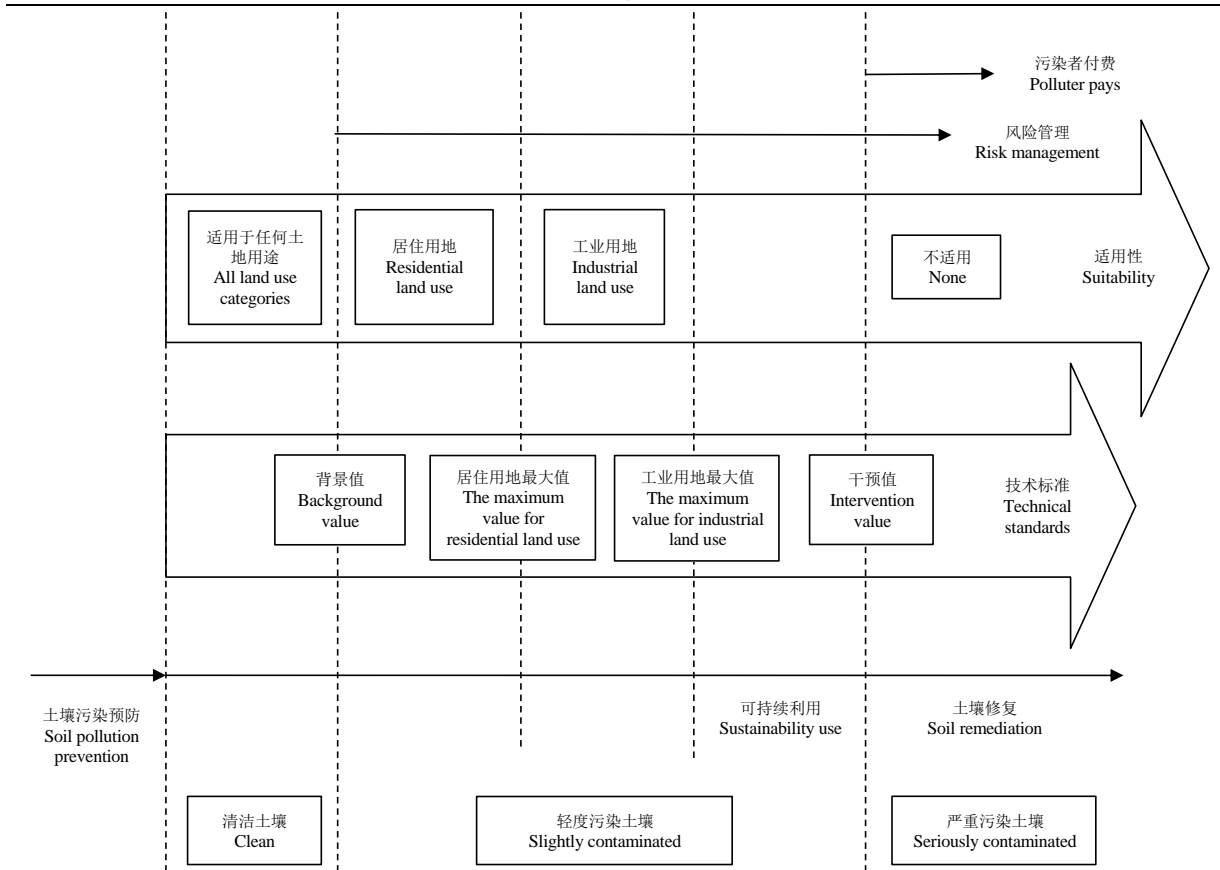 污染者付费
Polluter pays
风险管理
Risk management
适用于任何土
地用途
All land use
categories
居住用地
Residential
land use
工业用地
Industrial
land use
不适用
None
适用性
Suitability
背景值
Background
value
居住用地最大值
The maximum
value for
residential land use
工业用地最大值
The maximum
value for industrial
land use
干预值
Intervention
value
技术标准
Technical
standards
土壤污染预防
Soil pollution
prevention
可持续利用
Sustainability use
土壤修复
Soil remediation
清洁土壤
Clean
轻度污染土壤
Slightly contaminated
严重污染土壤
Seriously contaminated